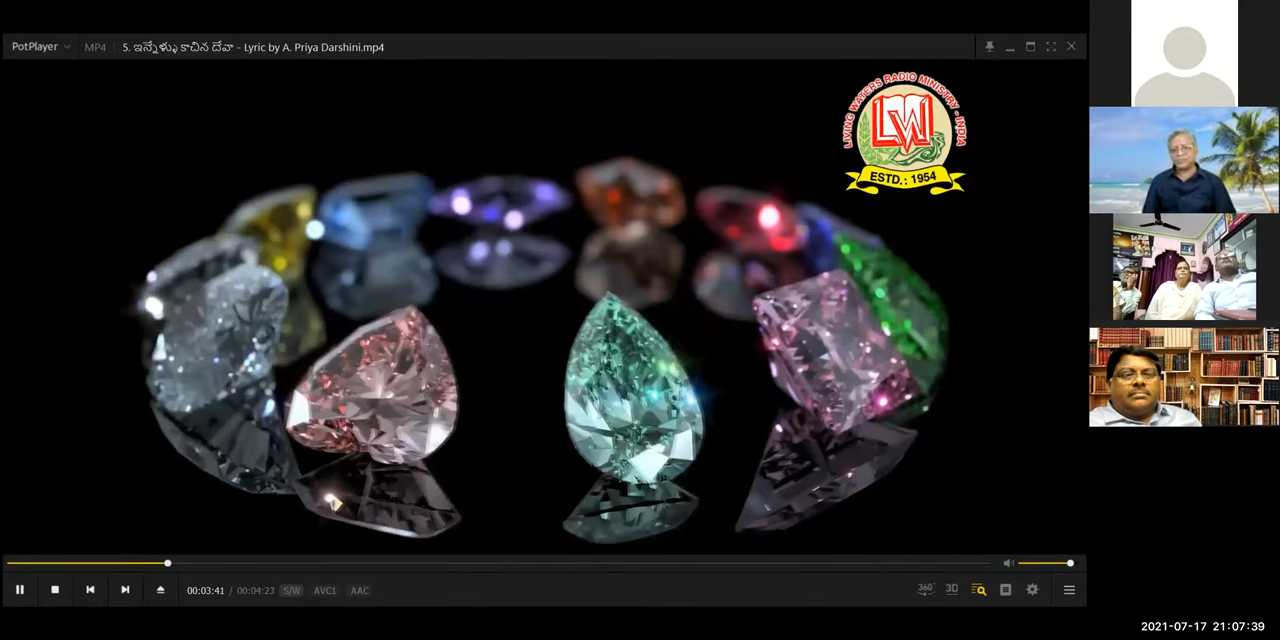 PotPlayer MP4 5. ఇన్నేళ్ళు కాచిన దేవా - Lyric by A. Priya Darshini.mp4
LIVING WATERS RADIO MINISTRY - INDIA
LW
ESTD.: 1954
00:03:41 / 00:04:23 S/W AVC1 AAC
360° 3D
2021-07-17 21:07:39